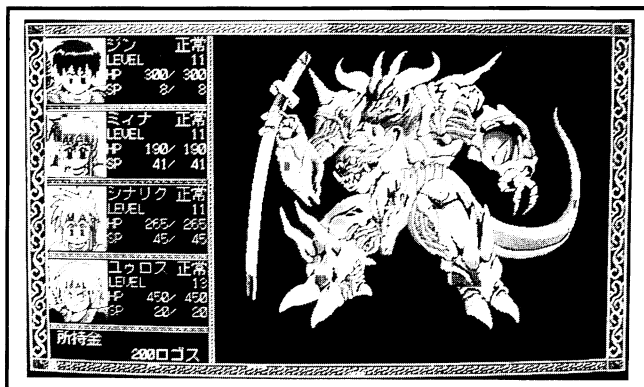 ジン 正常
LEVEL 11
HP 300/ 300
SP 8/ 8
ミィナ 正常
LEVEL 11
HP 190/ 190
SP 41/ 41
シナリク 正常
LEVEL 11
HP 265/ 265
SP 45/ 45
ユゥロス 正常
LEVEL 13
HP 450/ 450
SP 20/ 20
所持金
200ロゴス